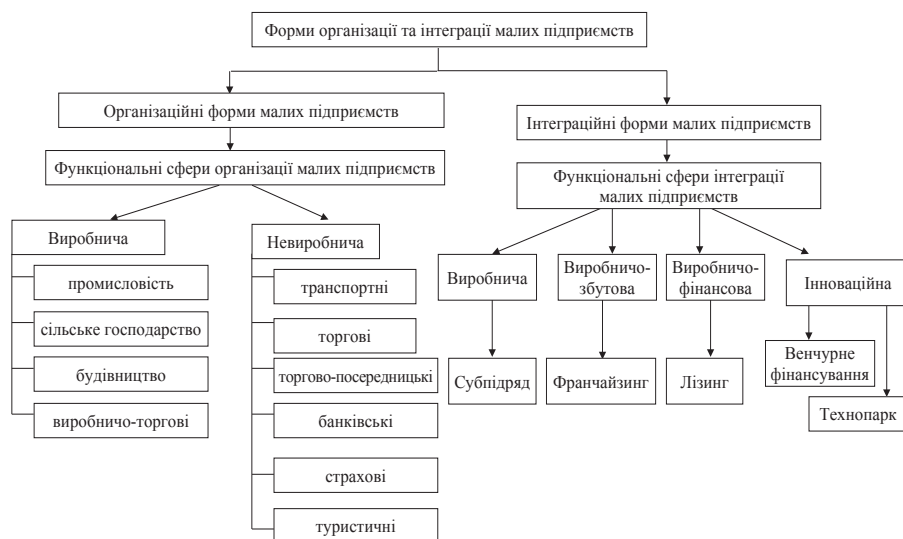 Форми організації та інтеграції малих підприємств
Організаційні форми малих підприємств
Інтеграційні форми малих підприємств
Функціональні сфери організації малих підприємств
Функціональні сфери інтеграції
малих підприємств
Виробнича
промисловість
сільське господарство
будівництво
виробничо-торгові
Невиробнича
транспортні
торгові
торгово-посередницькі
банківські
страхові
туристичні
Виробнича
Субпідряд
Виробничо-
збутова
Франчайзинг
Виробничо-
фінансова
Лізинг
Інноваційна
Венчурне
фінансування
Технопарк